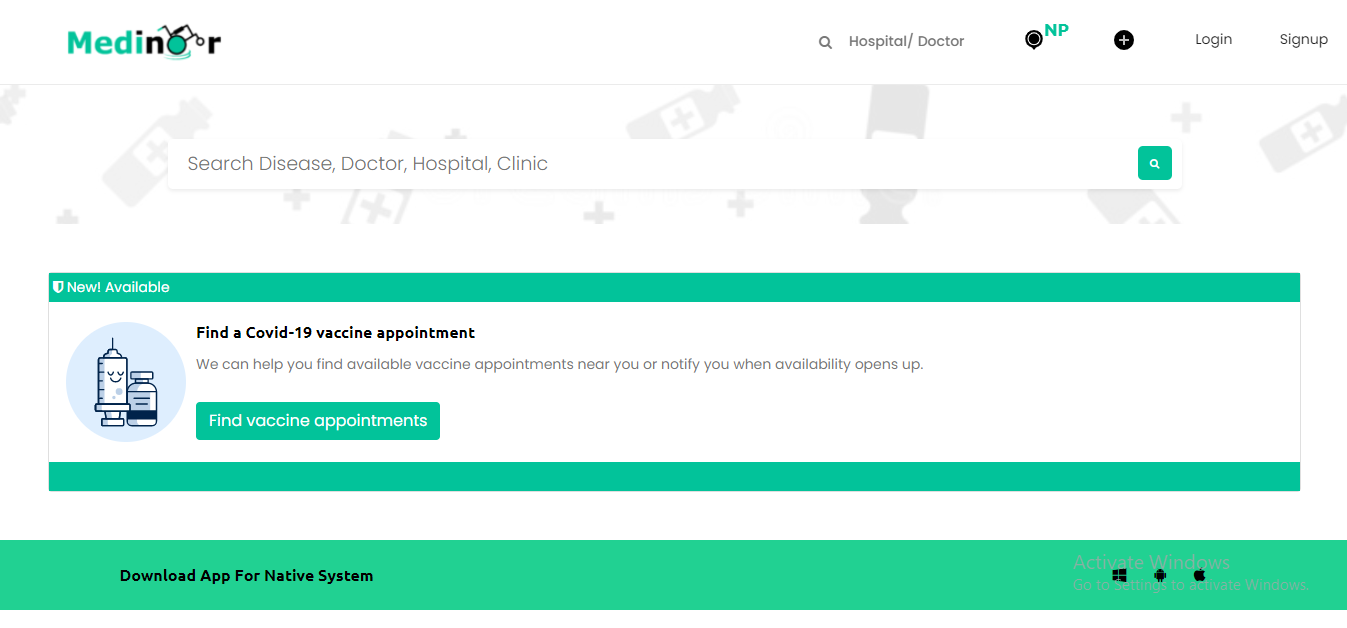 Medinoor
Hospital/ Doctor
NP
Login
Signup
Search Disease, Doctor, Hospital, Clinic
New! Available
Find a Covid-19 vaccine appointment
We can help you find available vaccine appointments near you or notify you when availability opens up.
Find vaccine appointments
Download App For Native System
Activate Windows
Go to Settings to activate Windows.